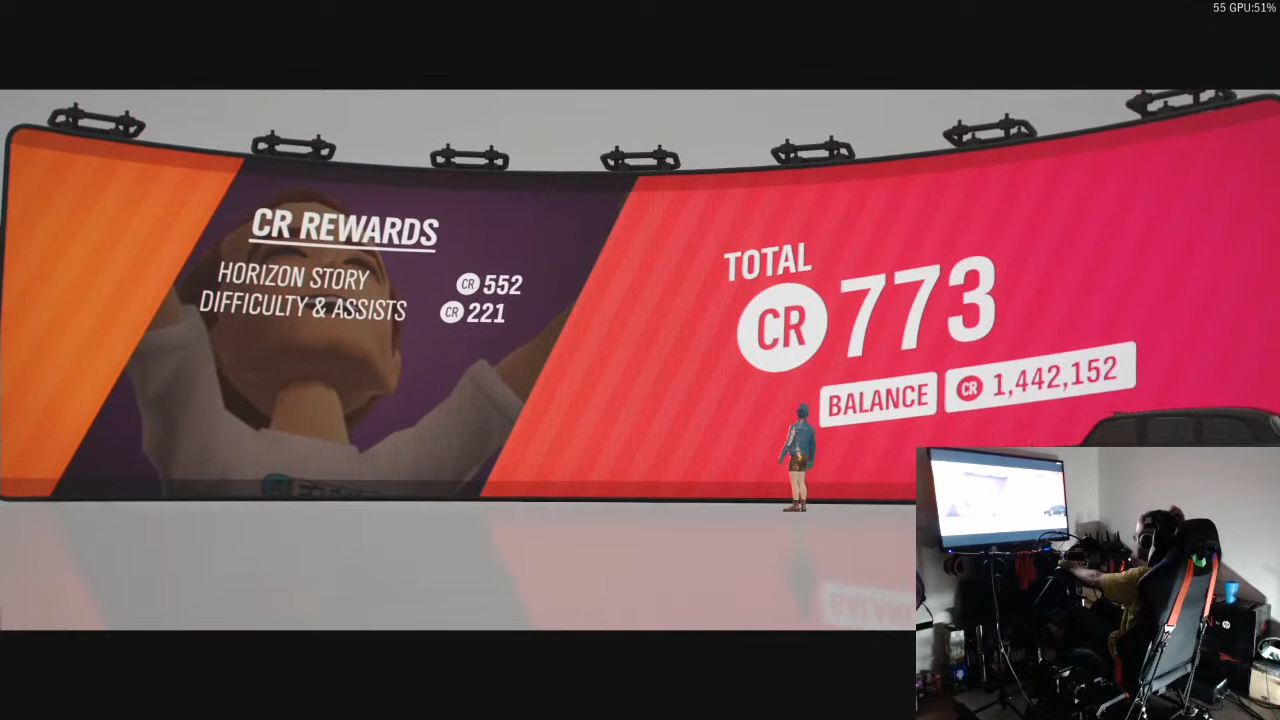 55 GPU:51%
CR REWARDS
HORIZON STORY CR 552
DIFFICULTY & ASSISTS CR 221
TOTAL
CR 773
BALANCE CR 1,442,152
hp